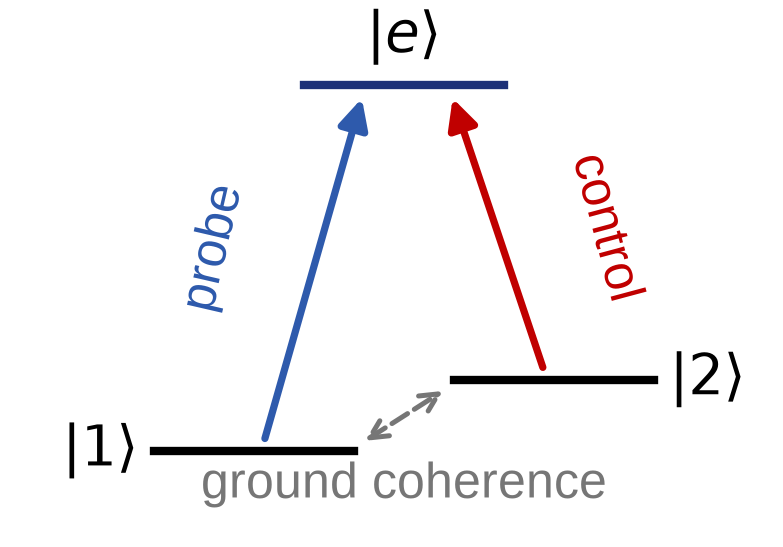 |e⟩
probe
control
|2⟩
|1⟩
ground coherence